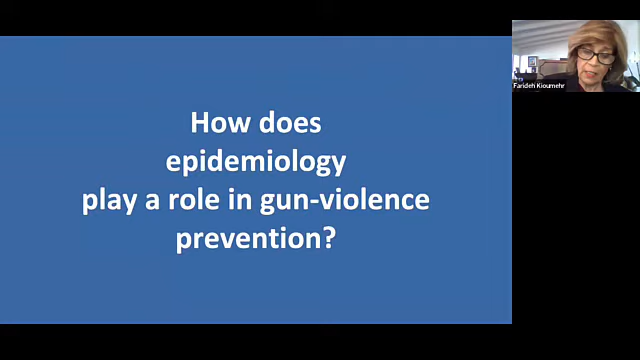 How does
epidemiology
play a role in gun-violence
prevention?
Farideh Kioumehr